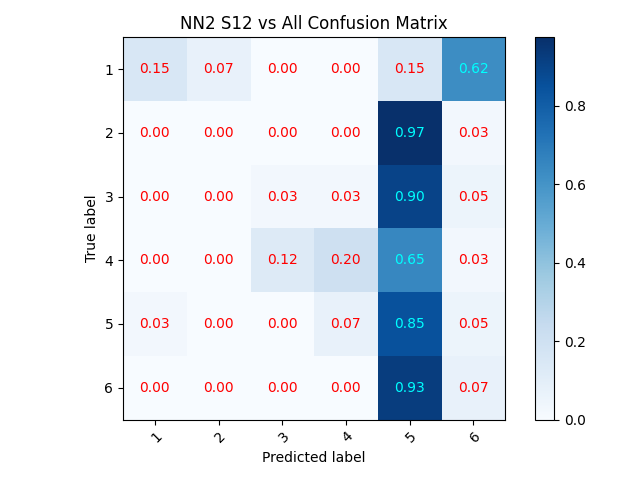 NN2 S12 vs All Confusion Matrix
1 0.15 0.07 0.00 0.00 0.15 0.62
2 0.00 0.00 0.00 0.00 0.97 0.03
3 0.00 0.00 0.03 0.03 0.90 0.05
4 0.00 0.00 0.12 0.20 0.65 0.03
5 0.03 0.00 0.00 0.07 0.85 0.05
6 0.00 0.00 0.00 0.00 0.93 0.07
1 2 3 4 5 6
Predicted label
True label
0.8
0.6
0.4
0.2
0.0